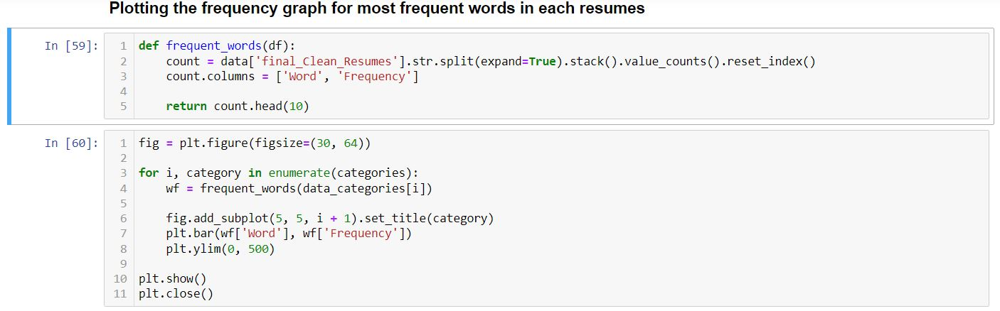 Plotting the frequency graph for most frequent words in each resumes
In [59]:
1 def frequent_words(df):
2     count = data['final_Clean_Resumes'].str.split(expand=True).stack().value_counts().reset_index()
3     count.columns = ['Word', 'Frequency']
4
5     return count.head(10)
In [60]:
1 fig = plt.figure(figsize=(30, 64))
2
3 for i, category in enumerate(categories):
4     wf = frequent_words(data_categories[i])
5
6     fig.add_subplot(5, 5, i + 1).set_title(category)
7     plt.bar(wf['Word'], wf['Frequency'])
8     plt.ylim(0, 500)
9
10 plt.show()
11 plt.close()